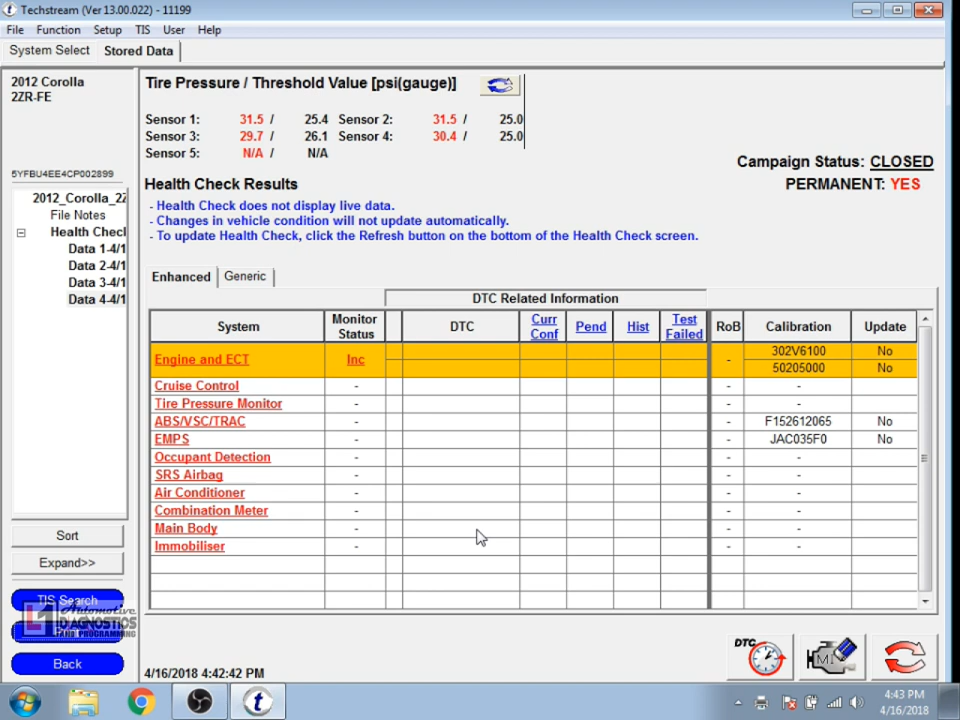 Techstream (Ver 13.00.022) - 11199
File Function Setup TIS User Help
System Select Stored Data
2012 Corolla
2ZR-FE
5YFBU4EE4CP002899
2012_Corolla_2Z
File Notes
Health Check
Data 1-4/1
Data 2-4/1
Data 3-4/1
Data 4-4/1
Sort
Expand>>
TIS Search
L1 Automotive
DIAGNOSTICS
AND PROGRAMMING
Back
Tire Pressure / Threshold Value [psi(gauge)]
Sensor 1: 31.5 / 25.4 Sensor 2: 31.5 / 25.0
Sensor 3: 29.7 / 26.1 Sensor 4: 30.4 / 25.0
Sensor 5: N/A / N/A
Campaign Status: CLOSED
PERMANENT: YES
Health Check Results
- Health Check does not display live data.
- Changes in vehicle condition will not update automatically.
- To update Health Check, click the Refresh button on the bottom of the Health Check screen.
Enhanced Generic
DTC Related Information
System Monitor Status DTC Curr Conf Pend Hist Test Failed RoB Calibration Update
Engine and ECT Inc - 302V6100 No
50205000 No
Cruise Control - - -
Tire Pressure Monitor - - -
ABS/VSC/TRAC - - F152612065 No
EMPS - - JAC035F0 No
Occupant Detection - - -
SRS Airbag - - -
Air Conditioner - - -
Combination Meter - - -
Main Body - - -
Immobiliser - - -
DTC
MI
4/16/2018 4:42:42 PM
4:43 PM
4/16/2018